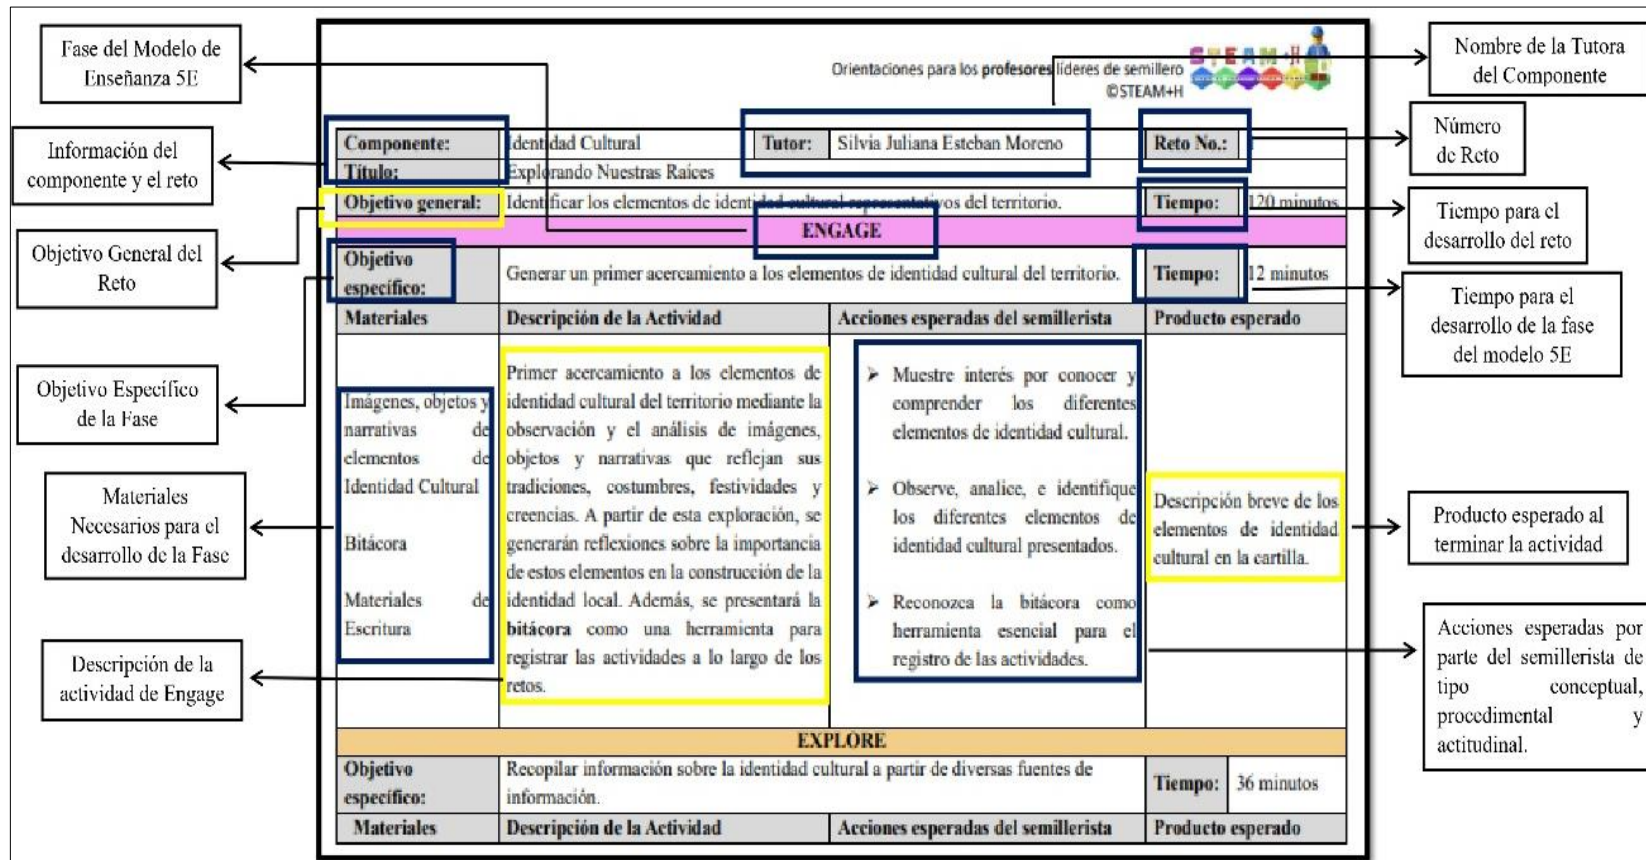 Fase del Modelo de
Enseñanza 5E
Información del
componente y el reto
Objetivo General del
Reto
Objetivo Específico
de la Fase
Materiales
Necesarios para el
desarrollo de la Fase
Descripción de la
actividad de Engage
Orientaciones para los profesores líderes de semillero
©STEAM+H
STEAM+H
Componente: Identidad Cultural Tutor: Silvia Juliana Esteban Moreno Reto No.: 1
Título: Explorando Nuestras Raíces
Objetivo general: Identificar los elementos de identidad cultural representativos del territorio. Tiempo: 120 minutos
ENGAGE
Objetivo
específico:
Generar un primer acercamiento a los elementos de identidad cultural del territorio. Tiempo: 12 minutos
Materiales Descripción de la Actividad Acciones esperadas del semillerista Producto esperado
Imágenes, objetos y
narrativas de
elementos de
Identidad Cultural
Bitácora
Materiales de
Escritura
Primer acercamiento a los elementos de
identidad cultural del territorio mediante la
observación y el análisis de imágenes,
objetos y narrativas que reflejan sus
tradiciones, costumbres, festividades y
creencias. A partir de esta exploración, se
generarán reflexiones sobre la importancia
de estos elementos en la construcción de la
identidad local. Además, se presentará la
bitácora como una herramienta para
registrar las actividades a lo largo de los
retos.
➤ Muestre interés por conocer y
comprender los diferentes
elementos de identidad cultural.
➤ Observe, analice, e identifique
los diferentes elementos de
identidad cultural presentados.
➤ Reconozca la bitácora como
herramienta esencial para el
registro de las actividades.
Descripción breve de los
elementos de identidad
cultural en la cartilla.
EXPLORE
Objetivo
específico:
Recopilar información sobre la identidad cultural a partir de diversas fuentes de
información.
Tiempo: 36 minutos
Materiales Descripción de la Actividad Acciones esperadas del semillerista Producto esperado
Nombre de la Tutora
del Componente
Número
de Reto
Tiempo para el
desarrollo del reto
Tiempo para el
desarrollo de la fase
del modelo 5E
Producto esperado al
terminar la actividad
Acciones esperadas por
parte del semillerista de
tipo conceptual,
procedimental y
actitudinal.